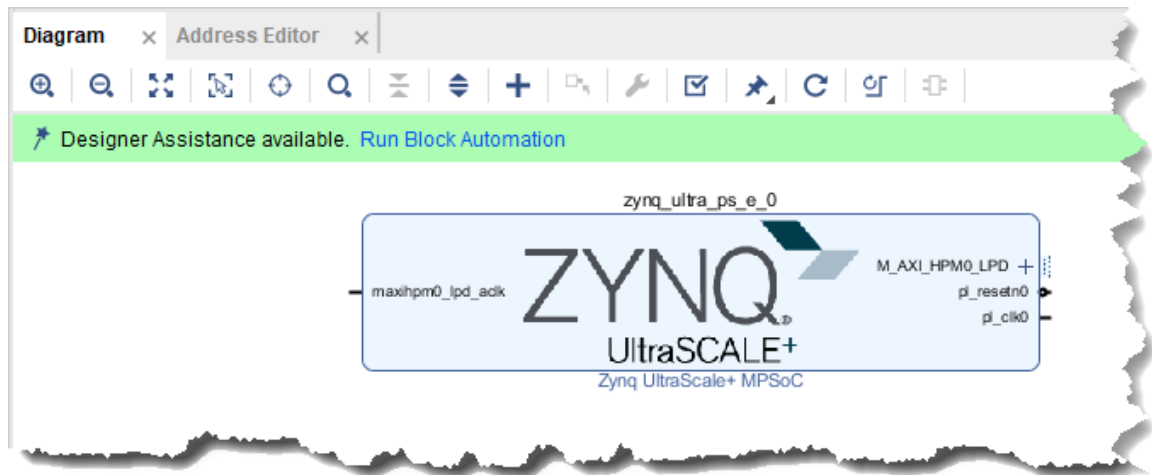 Diagram
Address Editor
Designer Assistance available. Run Block Automation
zynq_ultra_ps_e_0
maxihpm0_lpd_aclk
ZYNQ
UltraSCALE+
M_AXI_HPM0_LPD
pl_resetn0
pl_clk0
Zynq UltraScale+ MPSoC